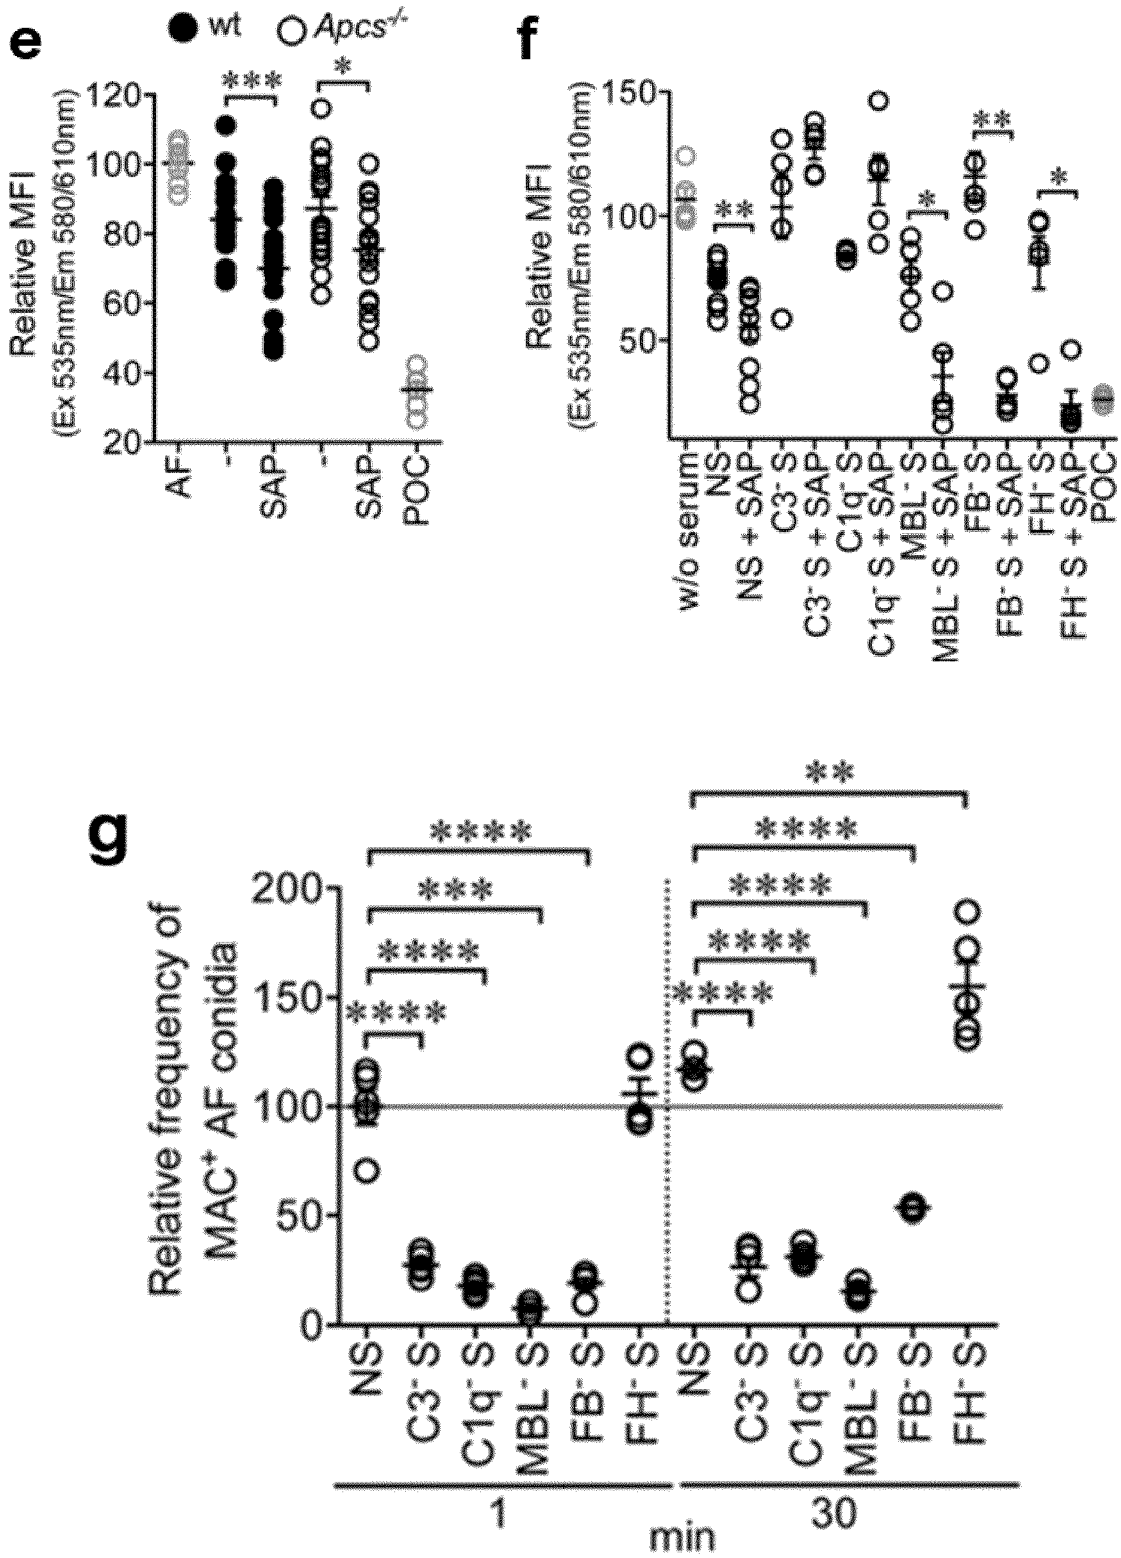 e
wt
Apcs-/-
***
*
Relative MFI
(Ex 535nm/Em 580/610nm)
120
100
80
60
40
20
AF
-
SAP
-
SAP
POC
f
Relative MFI
(Ex 535nm/Em 580/610nm)
150
100
50
**
*
**
*
w/o serum
NS
NS + SAP
C3- S
C3- S + SAP
C1q- S
C1q- S + SAP
MBL- S
MBL- S + SAP
FB- S
FB- S + SAP
FH- S
FH- S + SAP
POC
g
Relative frequency of
MAC+ AF conidia
200
150
100
50
0
****
***
****
****
**
****
****
****
****
NS
C3- S
C1q- S
MBL- S
FB- S
FH- S
NS
C3- S
C1q- S
MBL- S
FB- S
FH- S
1
30
min